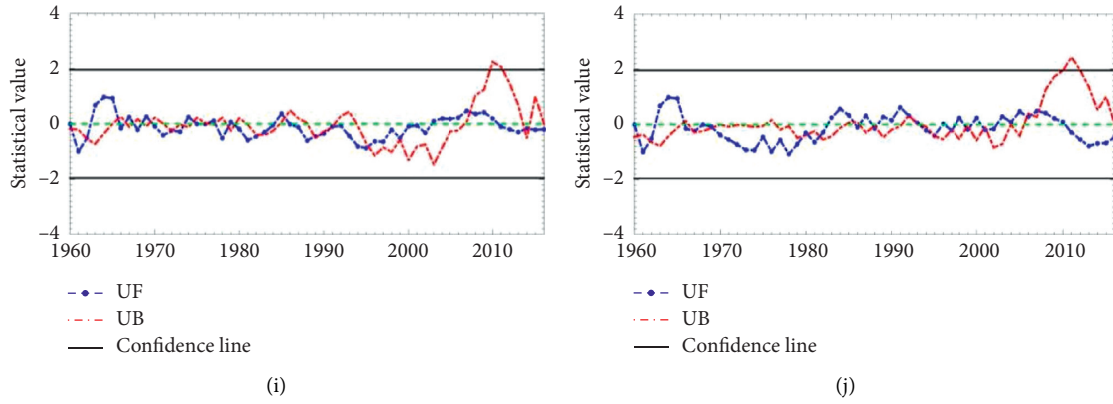 4
2
0
–2
–4
Statistical value
1960 1970 1980 1990 2000 2010
UF
UB
Confidence line
(i)
4
2
0
–2
–4
Statistical value
1960 1970 1980 1990 2000 2010
UF
UB
Confidence line
(j)